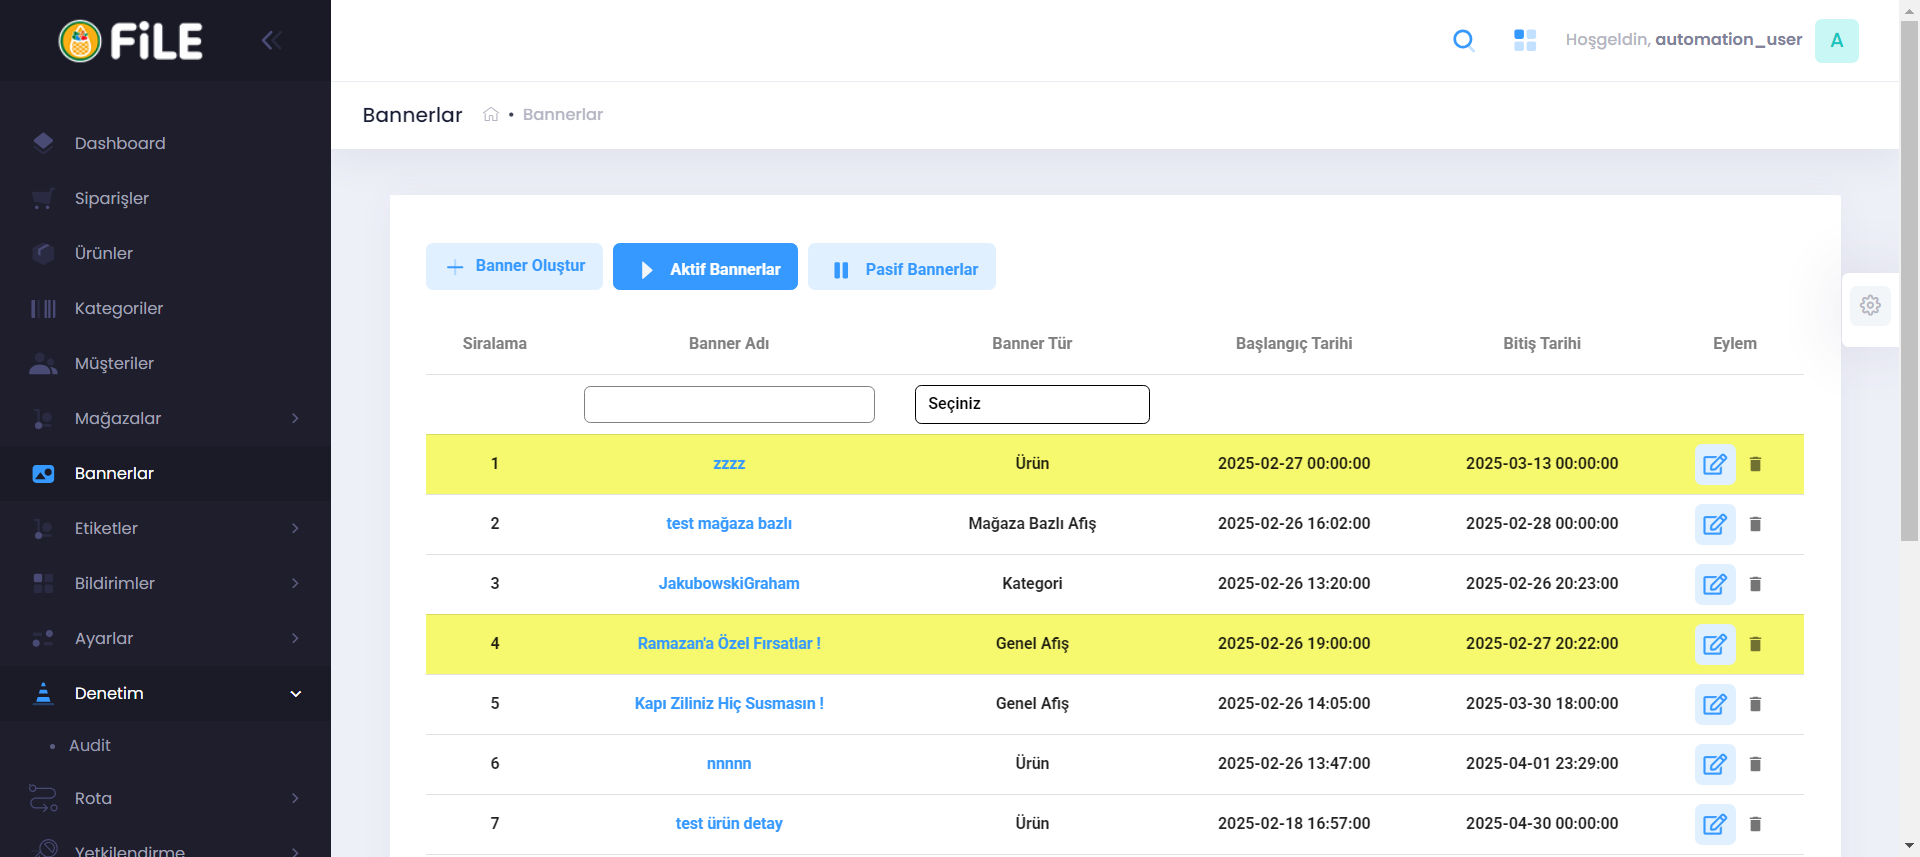 FiLE
Hoşgeldin, automation_user
A
Bannerlar
• Bannerlar
Dashboard
Siparişler
Ürünler
Kategoriler
Müşteriler
Mağazalar
Bannerlar
Etiketler
Bildirimler
Ayarlar
Denetim
• Audit
Rota
Yetkilendirme
Banner Oluştur
Aktif Bannerlar
Pasif Bannerlar
Siralama Banner Adı Banner Tür Başlangıç Tarihi Bitiş Tarihi Eylem
Seçiniz
1 zzzz Ürün 2025-02-27 00:00:00 2025-03-13 00:00:00
2 test mağaza bazlı Mağaza Bazlı Afiş 2025-02-26 16:02:00 2025-02-28 00:00:00
3 JakubowskiGraham Kategori 2025-02-26 13:20:00 2025-02-26 20:23:00
4 Ramazan'a Özel Fırsatlar ! Genel Afiş 2025-02-26 19:00:00 2025-02-27 20:22:00
5 Kapı Ziliniz Hiç Susmasın ! Genel Afiş 2025-02-26 14:05:00 2025-03-30 18:00:00
6 nnnnn Ürün 2025-02-26 13:47:00 2025-04-01 23:29:00
7 test ürün detay Ürün 2025-02-18 16:57:00 2025-04-30 00:00:00